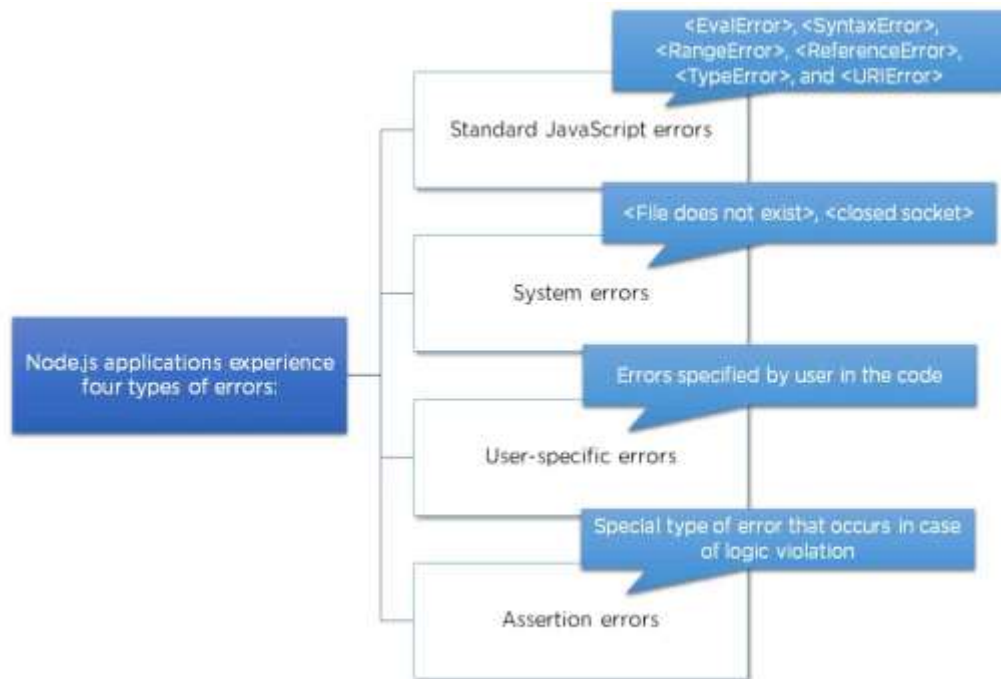 Node.js applications experience
four types of errors:
<EvalError>, <SyntaxError>,
<RangeError>, <ReferenceError>,
<TypeError>, and <URIError>
Standard JavaScript errors
<File does not exist>, <closed socket>
System errors
Errors specified by user in the code
User-specific errors
Special type of error that occurs in case
of logic violation
Assertion errors